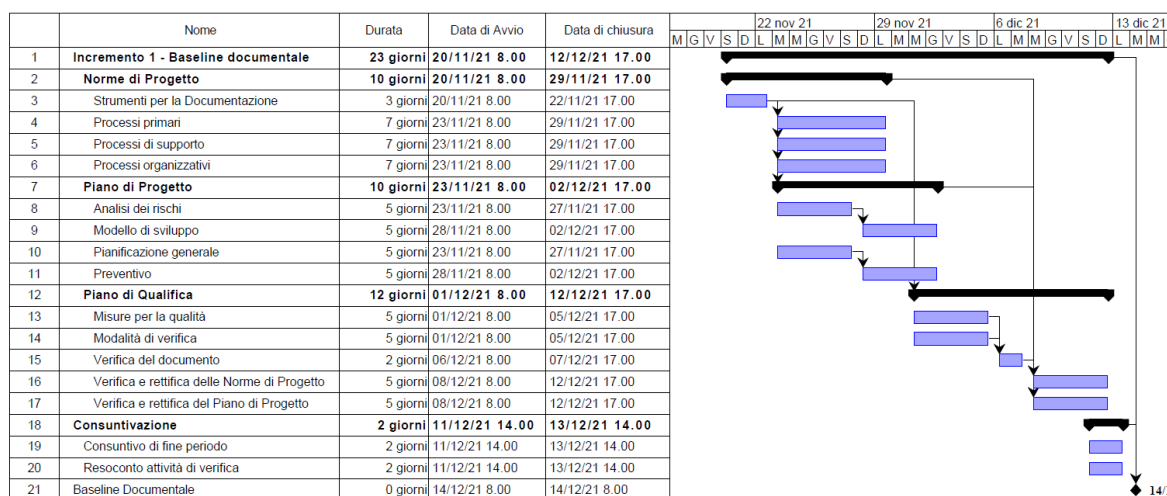 Nome Durata Data di Avvio Data di chiusura 22 nov 21 29 nov 21 6 dic 21 13 dic 21
M G V S D L M M G V S D L M M G V S D L M M G V S D L M M
1 Incremento 1 - Baseline documentale 23 giorni 20/11/21 8.00 12/12/21 17.00
2 Norme di Progetto 10 giorni 20/11/21 8.00 29/11/21 17.00
3 Strumenti per la Documentazione 3 giorni 20/11/21 8.00 22/11/21 17.00
4 Processi primari 7 giorni 23/11/21 8.00 29/11/21 17.00
5 Processi di supporto 7 giorni 23/11/21 8.00 29/11/21 17.00
6 Processi organizzativi 7 giorni 23/11/21 8.00 29/11/21 17.00
7 Piano di Progetto 10 giorni 23/11/21 8.00 02/12/21 17.00
8 Analisi dei rischi 5 giorni 23/11/21 8.00 27/11/21 17.00
9 Modello di sviluppo 5 giorni 28/11/21 8.00 02/12/21 17.00
10 Pianificazione generale 5 giorni 23/11/21 8.00 27/11/21 17.00
11 Preventivo 5 giorni 28/11/21 8.00 02/12/21 17.00
12 Piano di Qualifica 12 giorni 01/12/21 8.00 12/12/21 17.00
13 Misure per la qualità 5 giorni 01/12/21 8.00 05/12/21 17.00
14 Modalità di verifica 5 giorni 01/12/21 8.00 05/12/21 17.00
15 Verifica del documento 2 giorni 06/12/21 8.00 07/12/21 17.00
16 Verifica e rettifica delle Norme di Progetto 5 giorni 08/12/21 8.00 12/12/21 17.00
17 Verifica e rettifica del Piano di Progetto 5 giorni 08/12/21 8.00 12/12/21 17.00
18 Consuntivazione 2 giorni 11/12/21 14.00 13/12/21 14.00
19 Consuntivo di fine periodo 2 giorni 11/12/21 14.00 13/12/21 14.00
20 Resoconto attività di verifica 2 giorni 11/12/21 14.00 13/12/21 14.00
21 Baseline Documentale 0 giorni 14/12/21 8.00 14/12/21 8.00 14/